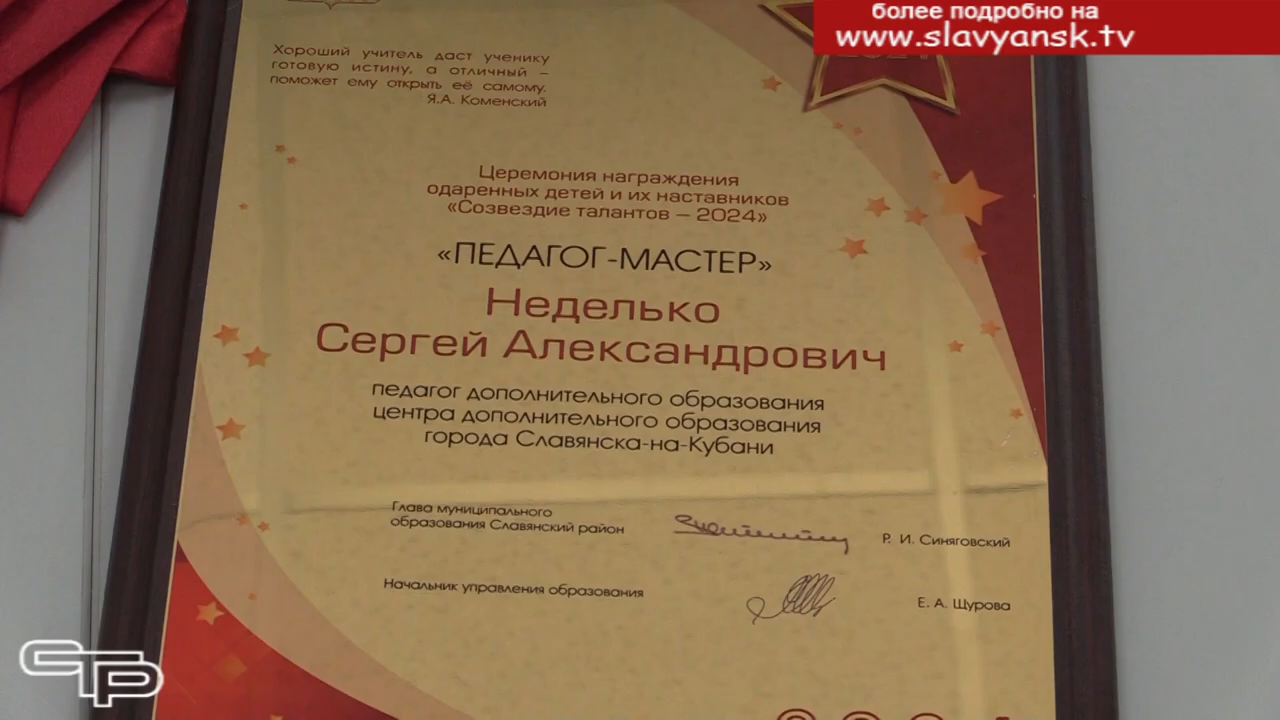 более подробно на
www.slavyansk.tv
Хороший учитель даст ученику
готовую истину, а отличный –
поможет ему открыть её самому.
Я.А. Коменский
Церемония награждения
одаренных детей и их наставников
«Созвездие талантов – 2024»
«ПЕДАГОГ-МАСТЕР»
Неделько
Сергей Александрович
педагог дополнительного образования
центра дополнительного образования
города Славянска-на-Кубани
Глава муниципального
образования Славянский район
Р. И. Синяговский
Начальник управления образования
Е. А. Щурова
СТР